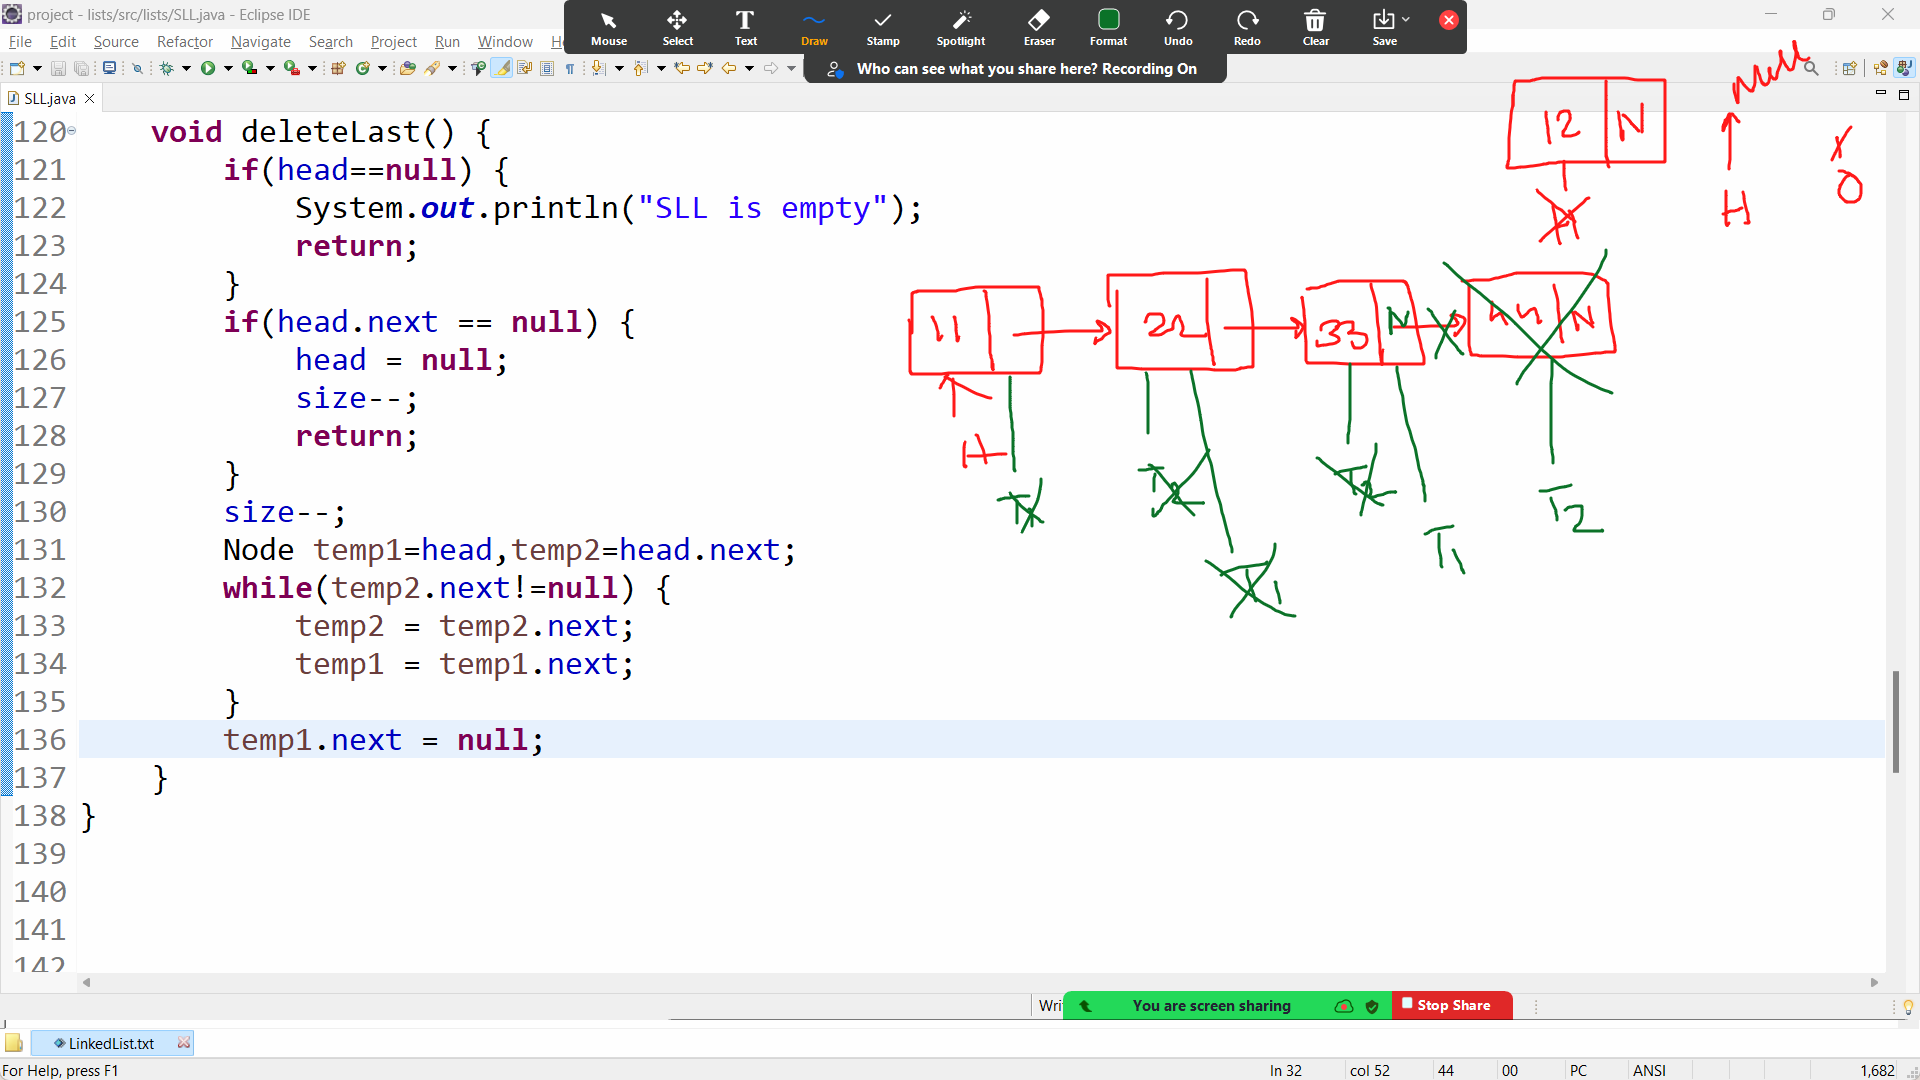 project - lists/src/lists/SLL.java - Eclipse IDE
File Edit Source Refactor Navigate Search Project Run Window
Mouse Select Text Draw Stamp Spotlight Eraser Format Undo Redo Clear Save
Who can see what you share here? Recording On
SLL.java
120 void deleteLast() {
121 if(head==null) {
122 System.out.println("SLL is empty");
123 return;
124 }
125 if(head.next == null) {
126 head = null;
127 size--;
128 return;
129 }
130 size--;
131 Node temp1=head,temp2=head.next;
132 while(temp2.next!=null) {
133 temp2 = temp2.next;
134 temp1 = temp1.next;
135 }
136 temp1.next = null;
137 }
138 }
139
140
141
142
Null
12 N
H
0
11 22 33 N 44 N
H
T1 T2 T2 T2
T1 T1
Wri
You are screen sharing
Stop Share
LinkedList.txt
For Help, press F1
ln 32 col 52 44 00 PC ANSI 1,682